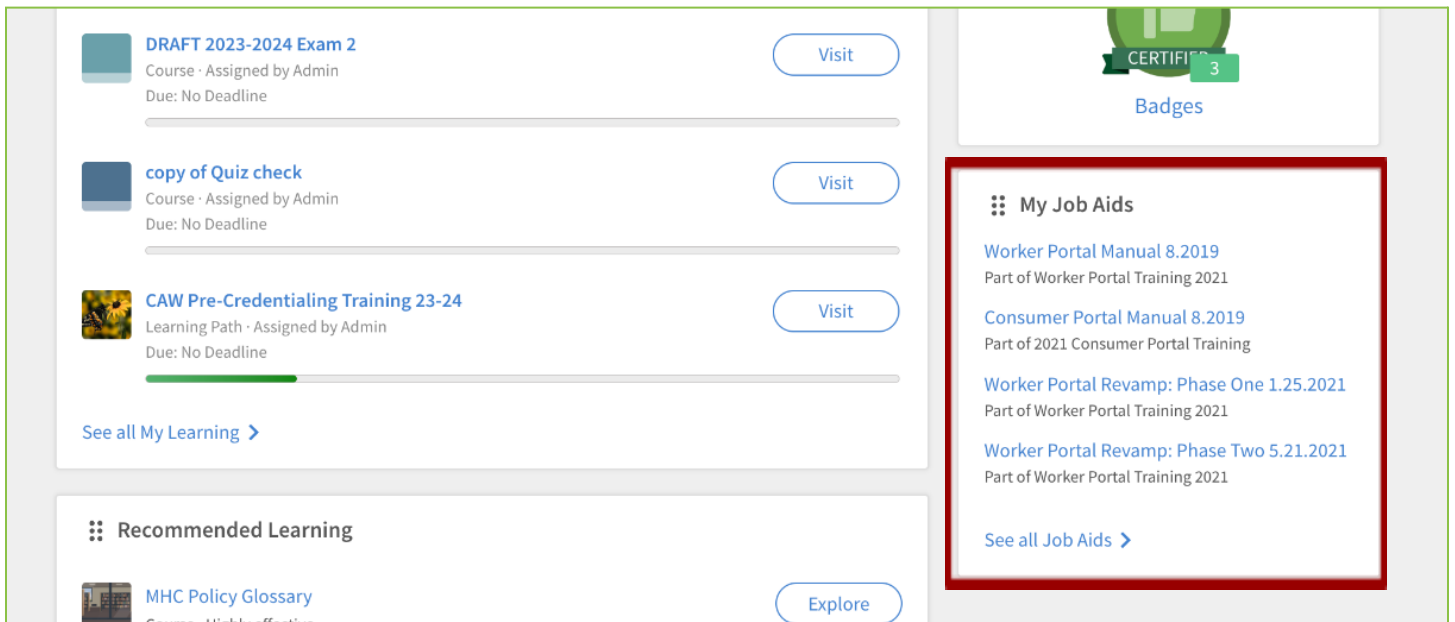 DRAFT 2023-2024 Exam 2
Visit
Course · Assigned by Admin
Due: No Deadline
copy of Quiz check
Visit
Course · Assigned by Admin
Due: No Deadline
CAW Pre-Credentialing Training 23-24
Visit
Learning Path · Assigned by Admin
Due: No Deadline
See all My Learning
Recommended Learning
MHC Policy Glossary
Explore
Course · Highly effective
3
Badges
My Job Aids
Worker Portal Manual 8.2019
Part of Worker Portal Training 2021
Consumer Portal Manual 8.2019
Part of 2021 Consumer Portal Training
Worker Portal Revamp: Phase One 1.25.2021
Part of Worker Portal Training 2021
Worker Portal Revamp: Phase Two 5.21.2021
Part of Worker Portal Training 2021
See all Job Aids